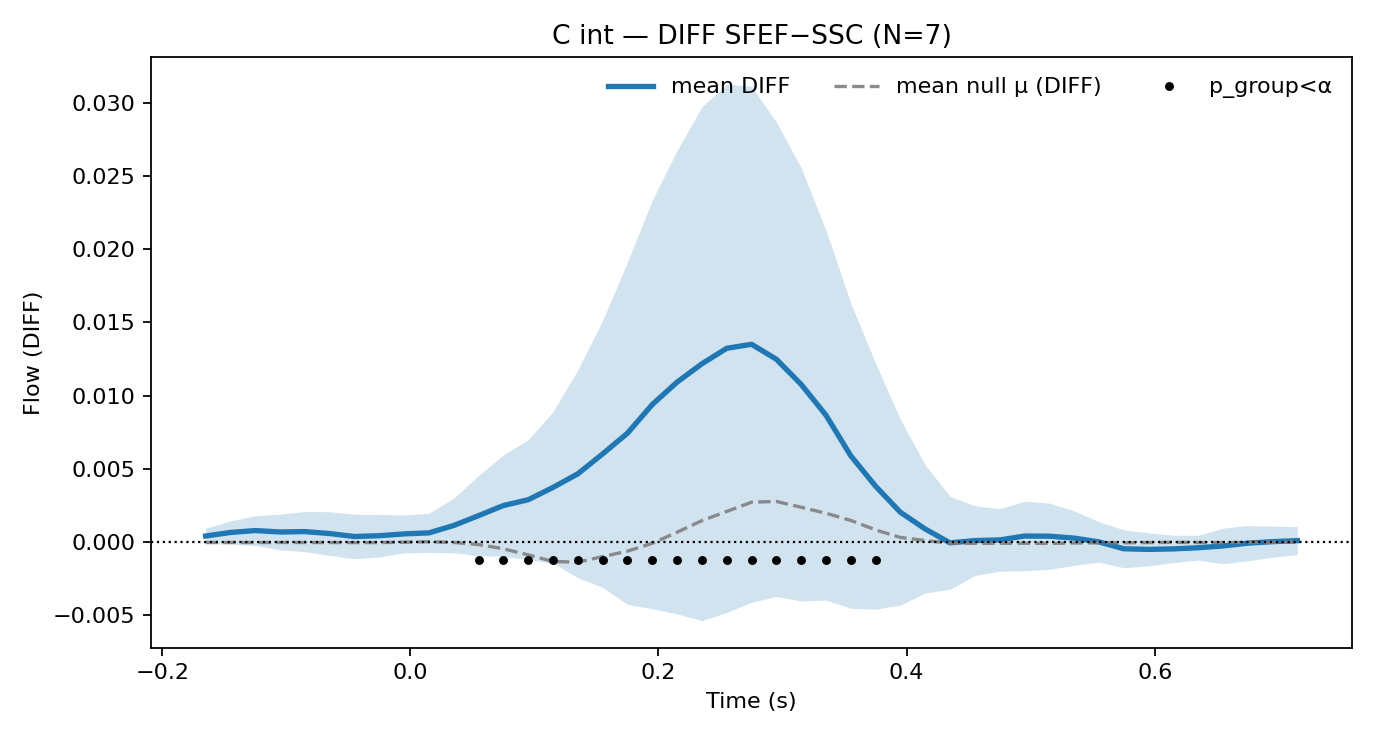 C int — DIFF SFEF−SSC (N=7)
mean DIFF
mean null μ (DIFF)
p_group<α
Flow (DIFF)
0.030
0.025
0.020
0.015
0.010
0.005
0.000
−0.005
−0.2
0.0
0.2
0.4
0.6
Time (s)